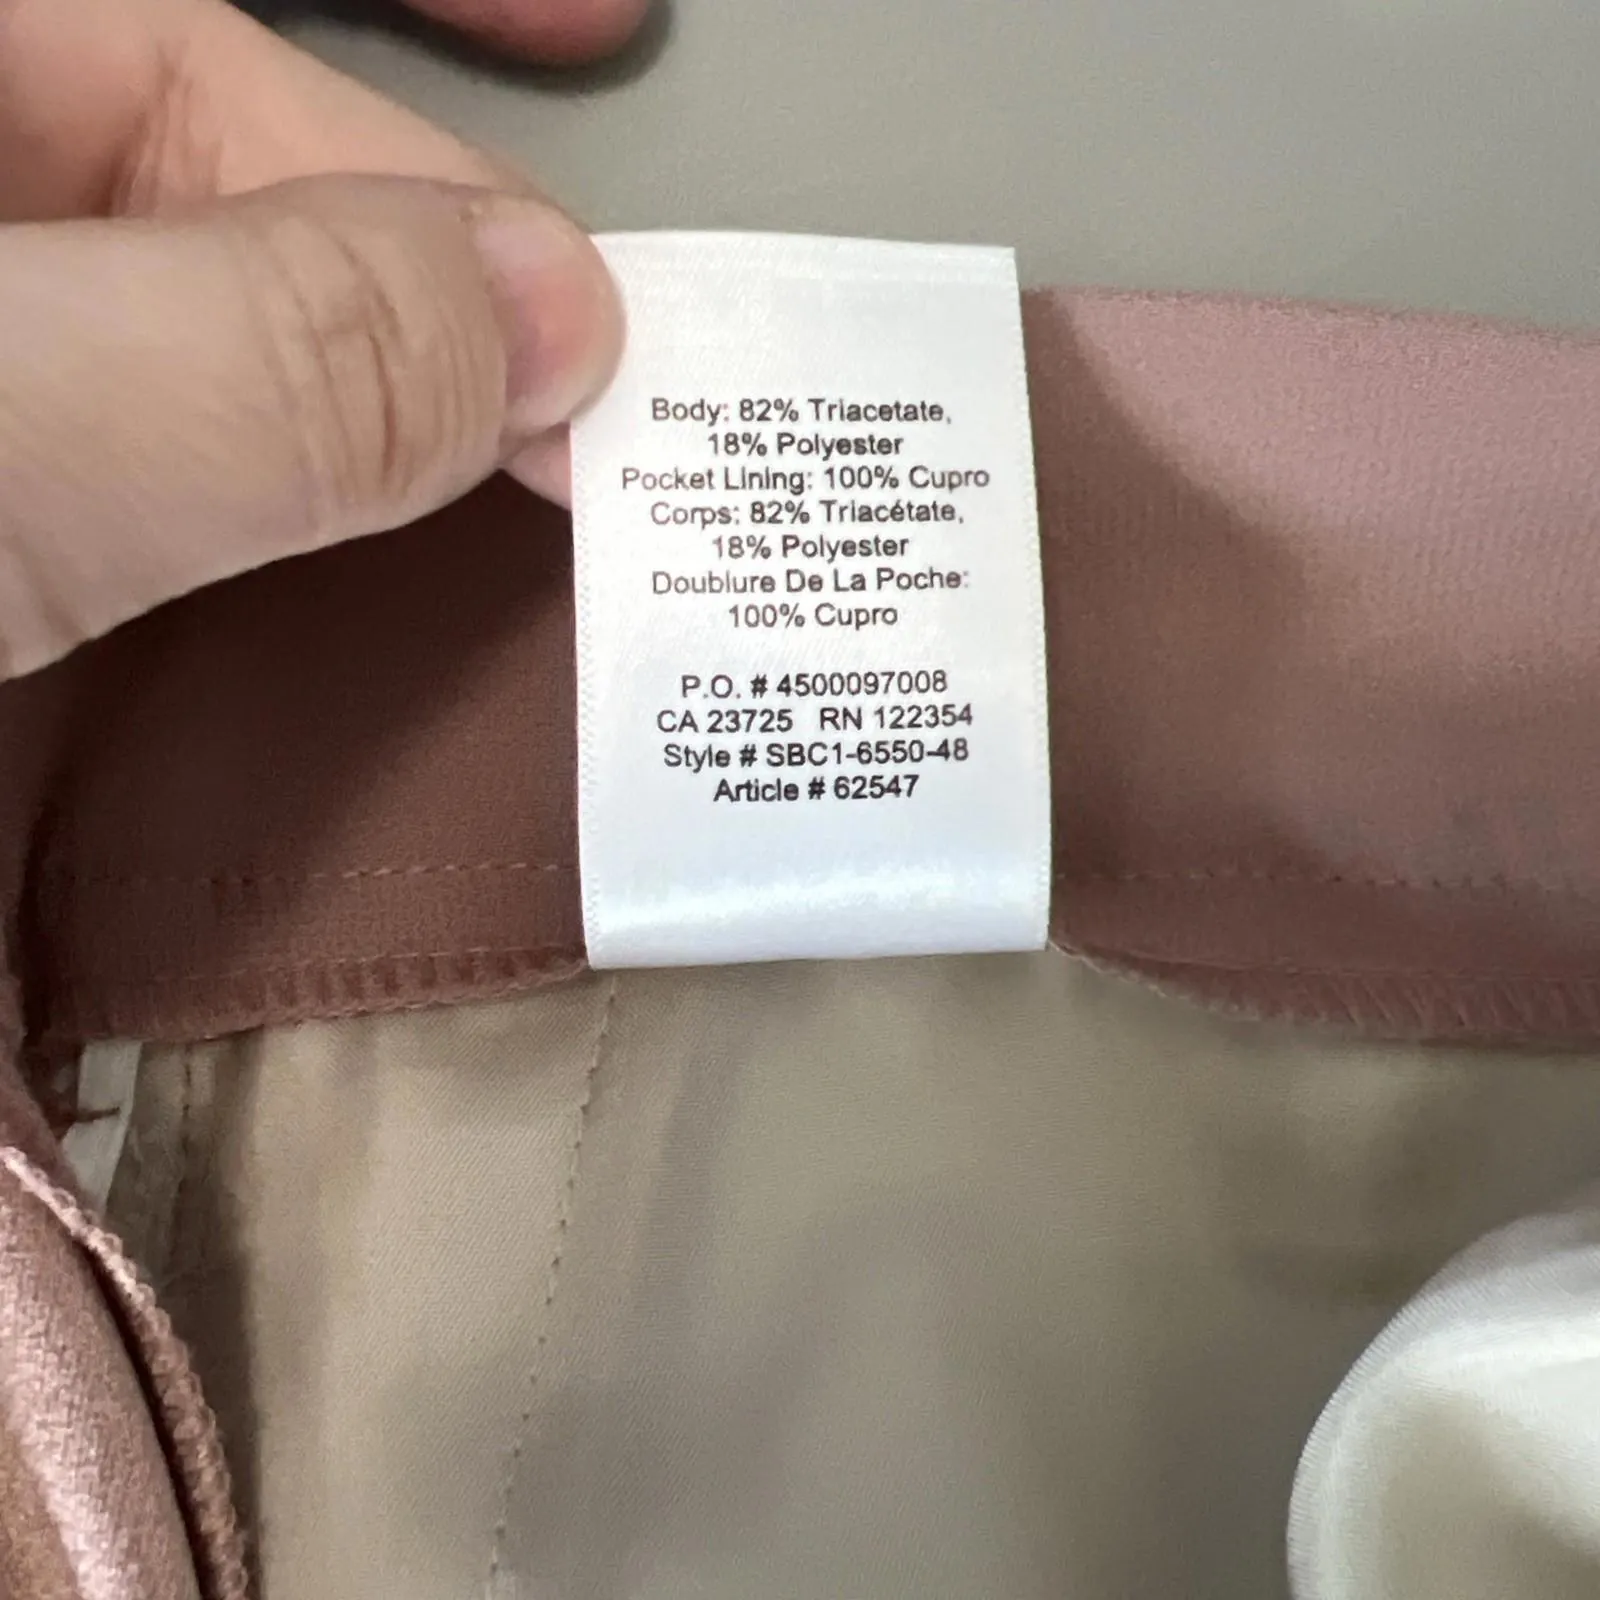 Body: 82% Triacetate,
18% Polyester
Pocket Lining: 100% Cupro
Corps: 82% Triacétate,
18% Polyester
Doublure De La Poche:
100% Cupro
P.O. # 4500097008
CA 23725 RN 122354
Style # SBC1-6550-48
Article # 62547